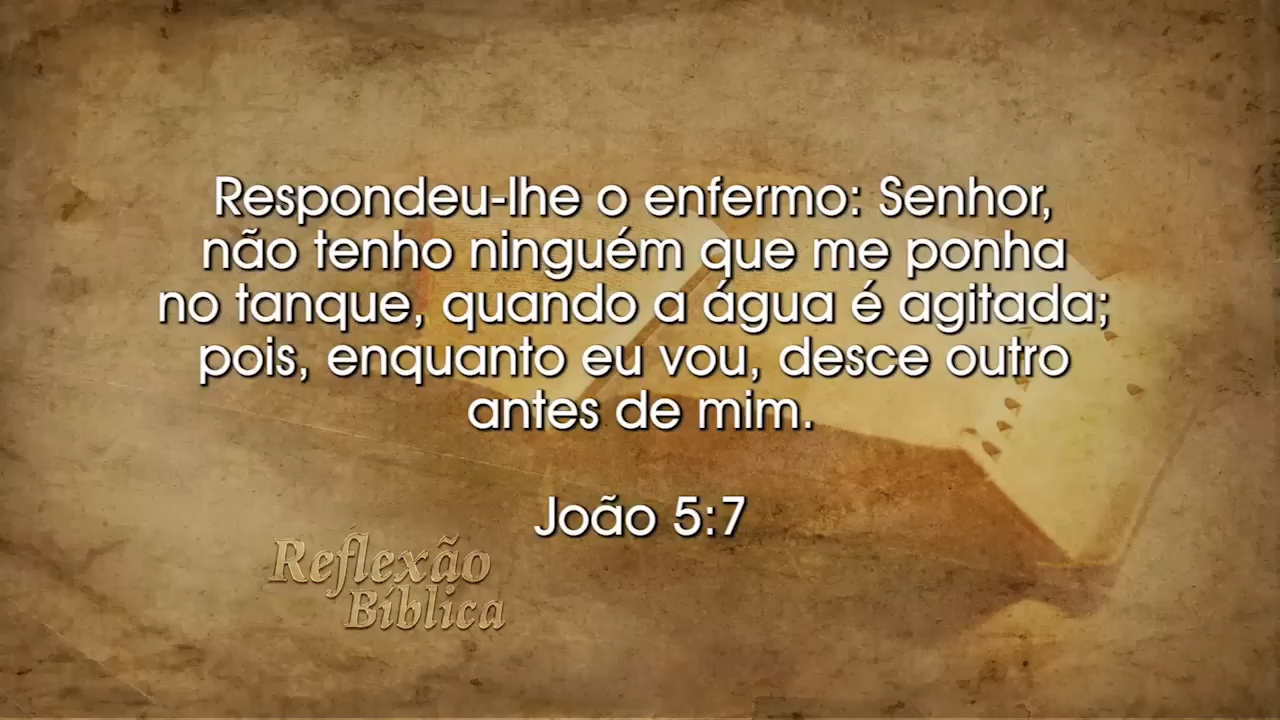 Respondeu-lhe o enfermo: Senhor,
não tenho ninguém que me ponha
no tanque, quando a água é agitada;
pois, enquanto eu vou, desce outro
antes de mim.
João 5:7
Reflexão
Bíblica